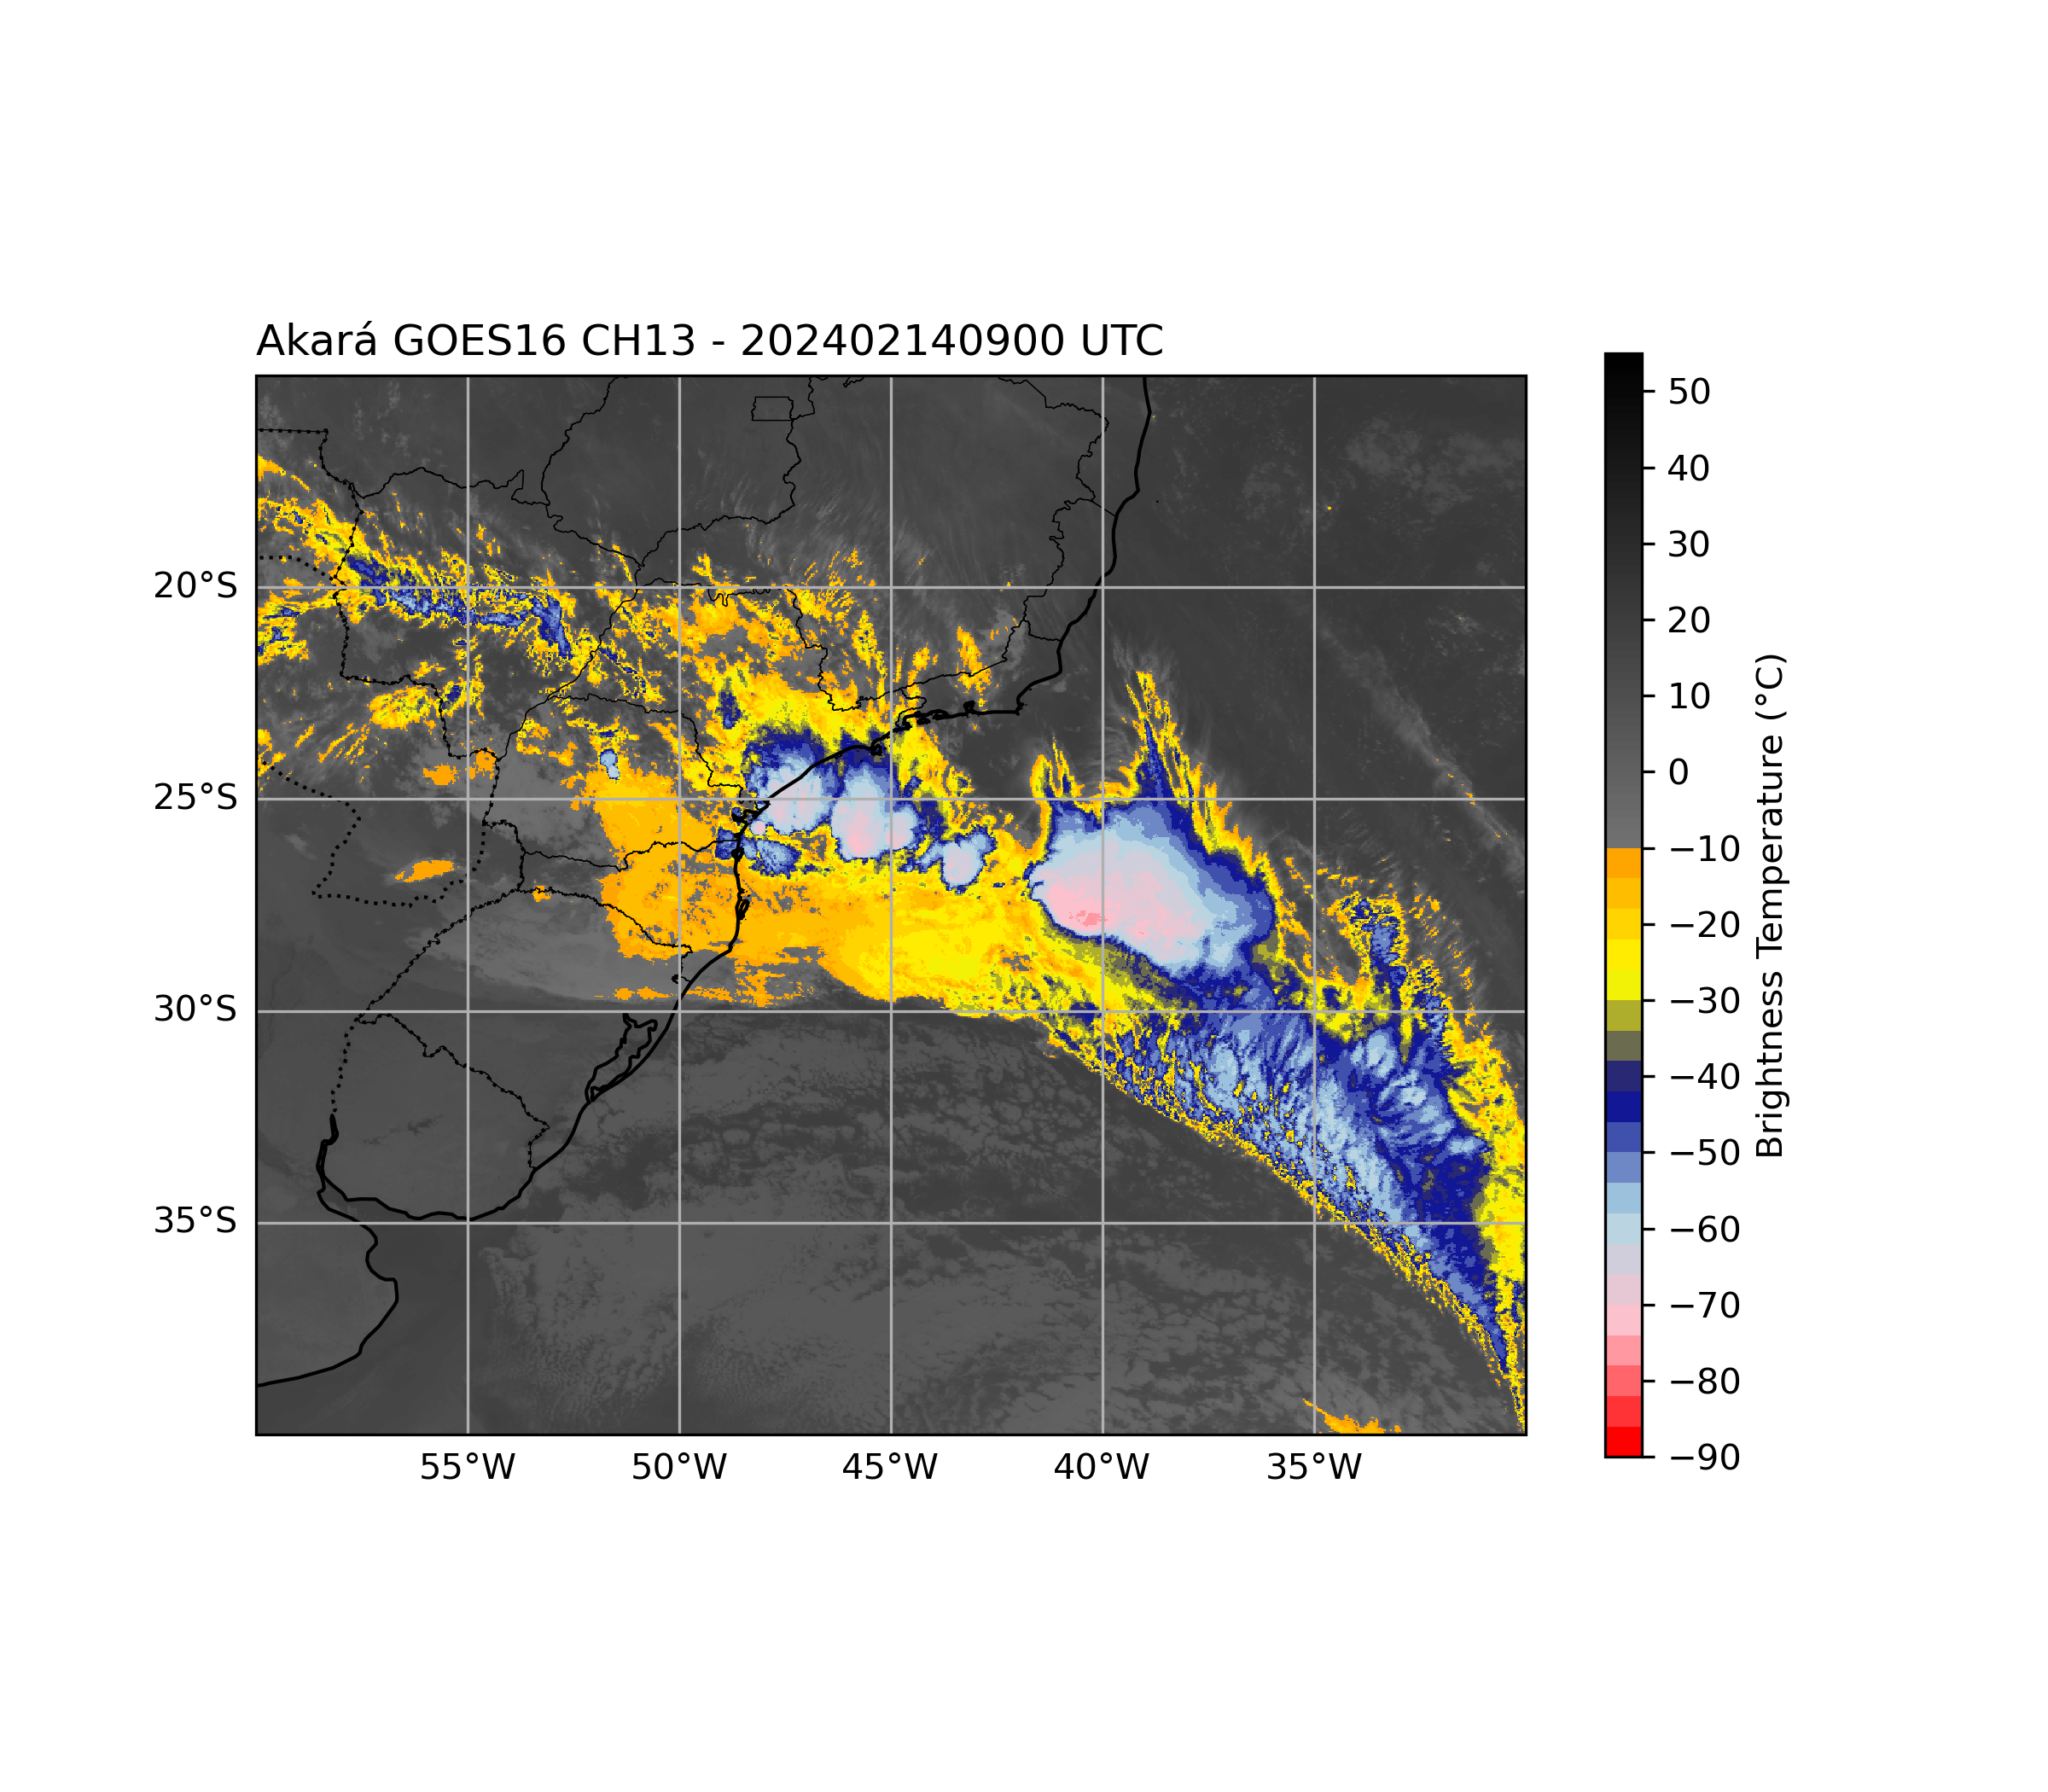 Akará GOES16 CH13 - 202402140900 UTC
20°S
25°S
30°S
35°S
55°W
50°W
45°W
40°W
35°W
50
40
30
20
10
0
−10
−20
−30
−40
−50
−60
−70
−80
−90
Brightness Temperature (°C)